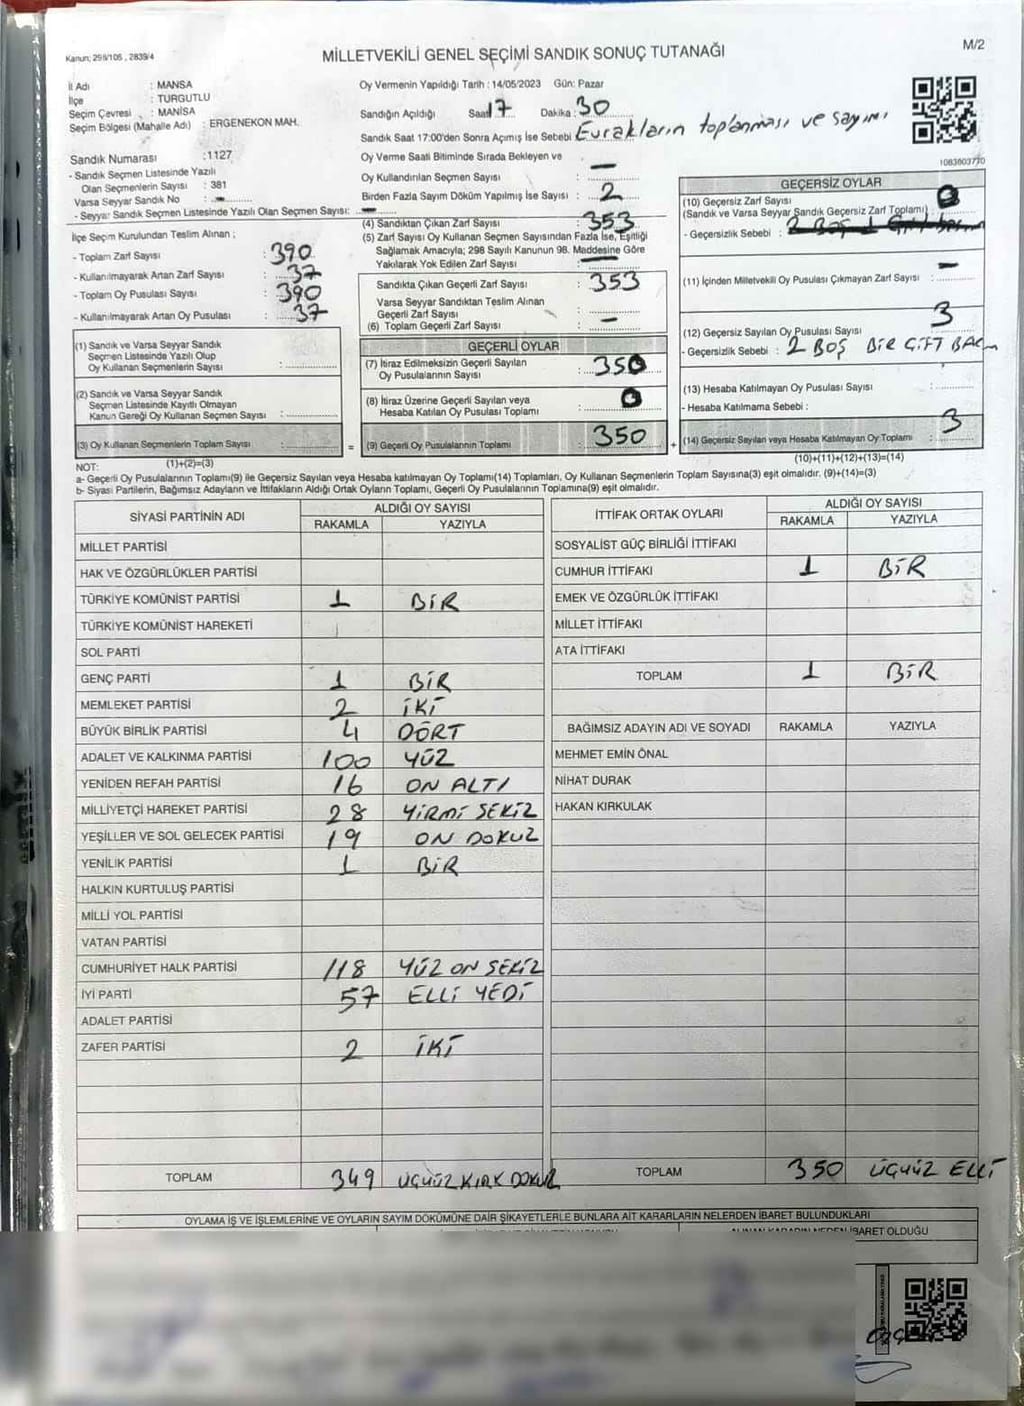 Kanun; 298/105 , 2839/4
MİLLETVEKİLİ GENEL SEÇİMİ SANDIK SONUÇ TUTANAĞI
M/2
İl Adı : MANSA
İlçe : TURGUTLU
Seçim Çevresi : MANİSA
Seçim Bölgesi (Mahalle Adı) : ERGENEKON MAH.
Sandık Numarası : 1127
- Sandık Seçmen Listesinde Yazılı
Olan Seçmenlerin Sayısı : 381
Varsa Seyyar Sandık No : -
- Seyyar Sandık Seçmen Listesinde Yazılı Olan Seçmen Sayısı: -
Oy Vermenin Yapıldığı Tarih : 14/05/2023 Gün: Pazar
Sandığın Açıldığı Saat 17 Dakika : 30
Sandık Saat 17:00'den Sonra Açmış İse Sebebi Evrakların toplanması ve sayımı
Oy Verme Saati Bitiminde Sırada Bekleyen ve
Oy Kullandırılan Seçmen Sayısı : -
Birden Fazla Sayım Döküm Yapılmış İse Sayısı : 2
1083603770
İlçe Seçim Kurulundan Teslim Alınan ;
- Toplam Zarf Sayısı : 390
- Kullanılmayarak Artan Zarf Sayısı : 37
- Toplam Oy Pusulası Sayısı : 390
- Kullanılmayarak Artan Oy Pusulası : 37
(4) Sandıktan Çıkan Zarf Sayısı : 353
(5) Zarf Sayısı Oy Kullanan Seçmen Sayısından Fazla İse, Eşitliği
Sağlamak Amacıyla; 298 Sayılı Kanunun 98. Maddesine Göre
Yakılarak Yok Edilen Zarf Sayısı : -
Sandıkta Çıkan Geçerli Zarf Sayısı : 353
Varsa Seyyar Sandıktan Teslim Alınan
Geçerli Zarf Sayısı :
(6) Toplam Geçerli Zarf Sayısı : -
GEÇERSİZ OYLAR
(10) Geçersiz Zarf Sayısı : 0
(Sandık ve Varsa Seyyar Sandık Geçersiz Zarf Toplamı)
- Geçersizlik Sebebi :
(11) İçinden Milletvekili Oy Pusulası Çıkmayan Zarf Sayısı : -
(12) Geçersiz Sayılan Oy Pusulası Sayısı : 3
- Geçersizlik Sebebi : 2 BOŞ BİR ÇİFT
(13) Hesaba Katılmayan Oy Pusulası Sayısı :
- Hesaba Katılmama Sebebi :
(14) Geçersiz Sayılan veya Hesaba Katılmayan Oy Toplamı : 3
(10)+(11)+(12)+(13)=(14)
(1) Sandık ve Varsa Seyyar Sandık
Seçmen Listesinde Yazılı Olup
Oy Kullanan Seçmenlerin Sayısı :
(2) Sandık ve Varsa Seyyar Sandık
Seçmen Listesinde Kayıtlı Olmayan
Kanun Gereği Oy Kullanan Seçmen Sayısı :
(3) Oy Kullanan Seçmenlerin Toplam Sayısı :
(1)+(2)=(3)
GEÇERLİ OYLAR
(7) İtiraz Edilmeksizin Geçerli Sayılan
Oy Pusulalarının Sayısı : 350
(8) İtiraz Üzerine Geçerli Sayılan veya
Hesaba Katılan Oy Pusulası Toplamı : 0
= (9) Geçerli Oy Pusulalarının Toplamı : 350 +
NOT:
a- Geçerli Oy Pusulalarının Toplamı(9) ile Geçersiz Sayılan veya Hesaba katılmayan Oy Toplamı(14) Toplamları, Oy Kullanan Seçmenlerin Toplam Sayısına(3) eşit olmalıdır. (9)+(14)=(3)
b- Siyasi Partilerin, Bağımsız Adayların ve İttifakların Aldığı Ortak Oyların Toplamı, Geçerli Oy Pusulalarının Toplamına(9) eşit olmalıdır.
SİYASİ PARTİNİN ADI ALDIĞI OY SAYISI
RAKAMLA YAZIYLA
MİLLET PARTİSİ
HAK VE ÖZGÜRLÜKLER PARTİSİ
TÜRKİYE KOMÜNİST PARTİSİ 1 BİR
TÜRKİYE KOMÜNİST HAREKETİ
SOL PARTİ
GENÇ PARTİ 1 BİR
MEMLEKET PARTİSİ 2 İKİ
BÜYÜK BİRLİK PARTİSİ 4 DÖRT
ADALET VE KALKINMA PARTİSİ 100 YÜZ
YENİDEN REFAH PARTİSİ 16 ON ALTI
MİLLİYETÇİ HAREKET PARTİSİ 28 YİRMİ SEKİZ
YEŞİLLER VE SOL GELECEK PARTİSİ 19 ON DOKUZ
YENİLİK PARTİSİ 1 BİR
HALKIN KURTULUŞ PARTİSİ
MİLLİ YOL PARTİSİ
VATAN PARTİSİ
CUMHURİYET HALK PARTİSİ 118 YÜZ ON SEKİZ
İYİ PARTİ 57 ELLİ YEDİ
ADALET PARTİSİ
ZAFER PARTİSİ 2 İKİ
TOPLAM 349 ÜÇYÜZ KIRK DOKUZ
İTTİFAK ORTAK OYLARI ALDIĞI OY SAYISI
RAKAMLA YAZIYLA
SOSYALİST GÜÇ BİRLİĞİ İTTİFAKI
CUMHUR İTTİFAKI 1 BİR
EMEK VE ÖZGÜRLÜK İTTİFAKI
MİLLET İTTİFAKI
ATA İTTİFAKI
TOPLAM 1 BİR
BAĞIMSIZ ADAYIN ADI VE SOYADI RAKAMLA YAZIYLA
MEHMET EMİN ÖNAL
NİHAT DURAK
HAKAN KIRKULAK
TOPLAM 350 ÜÇYÜZ ELLİ
OYLAMA İŞ VE İŞLEMLERİNE VE OYLARIN SAYIM DÖKÜMÜNE DAİR ŞİKAYETLERLE BUNLARA AİT KARARLARIN NELERDEN İBARET BULUNDUKLARI
ALINAN KARARIN NEDEN İBARET OLDUĞU